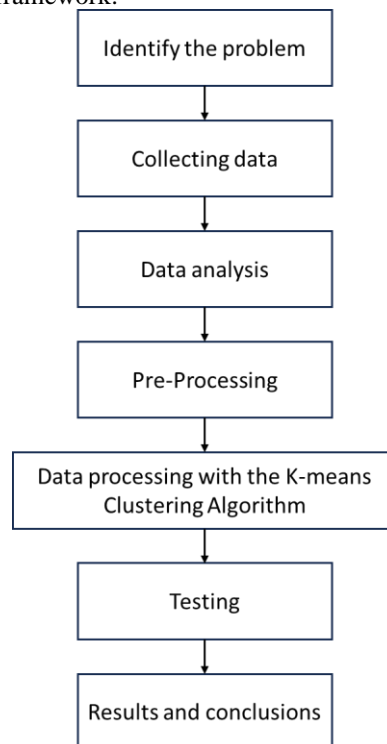 framework.
Identify the problem
Collecting data
Data analysis
Pre-Processing
Data processing with the K-means
Clustering Algorithm
Testing
Results and conclusions